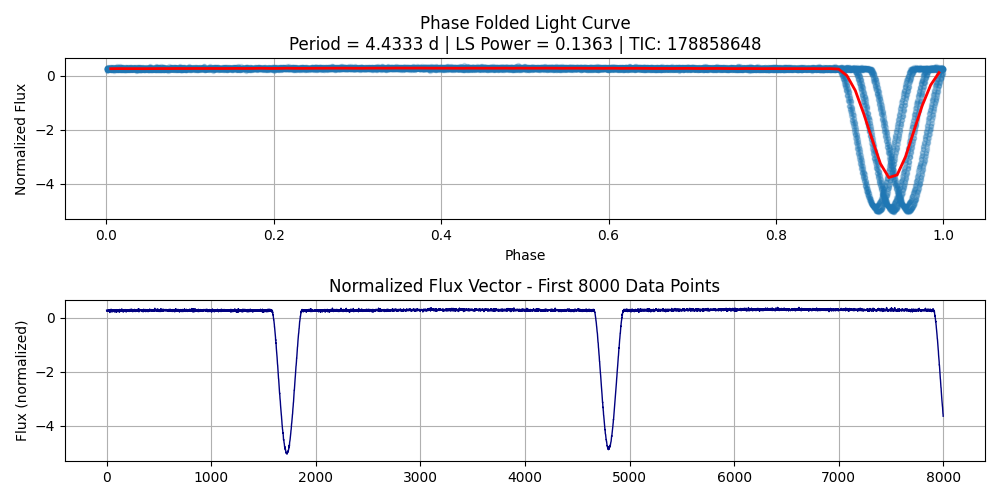 Phase Folded Light Curve
Period = 4.4333 d | LS Power = 0.1363 | TIC: 178858648
Normalized Flux
0
−2
−4
0.0 0.2 0.4 0.6 0.8 1.0
Phase
Normalized Flux Vector - First 8000 Data Points
Flux (normalized)
0
−2
−4
0 1000 2000 3000 4000 5000 6000 7000 8000